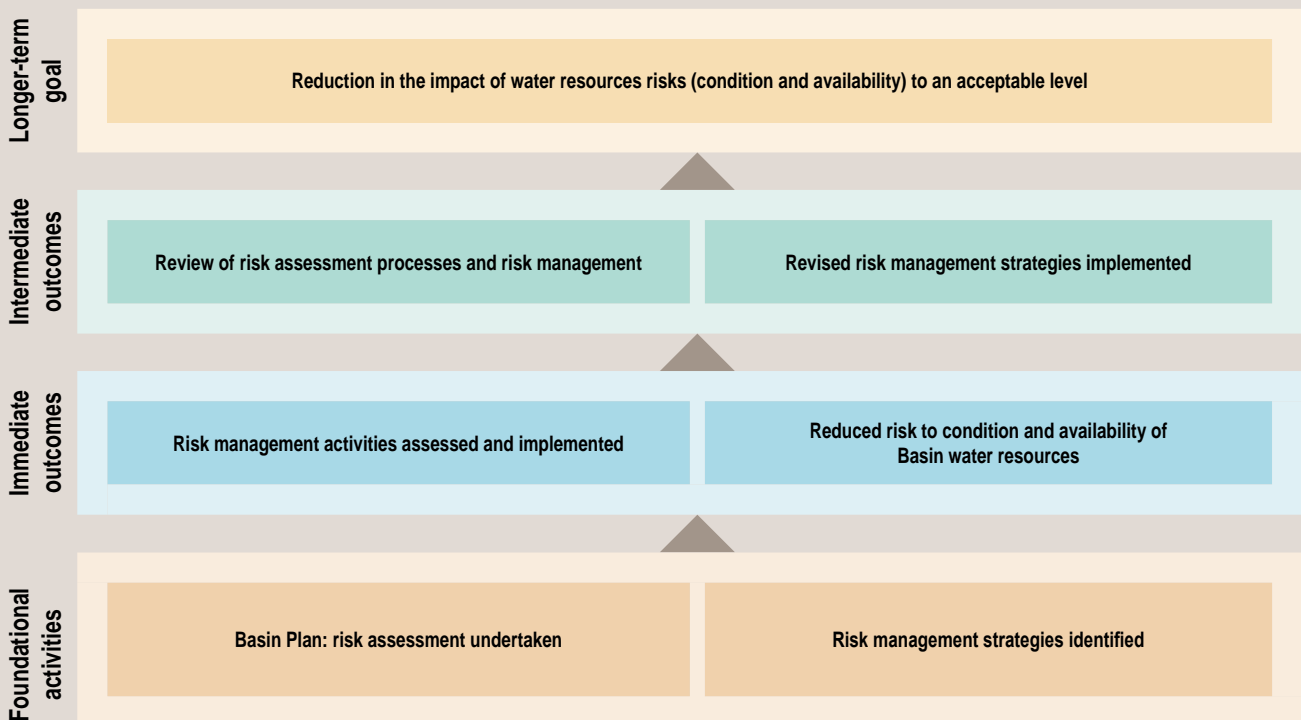 Longer-term
goal
Reduction in the impact of water resources risks (condition and availability) to an acceptable level
Intermediate
outcomes
Review of risk assessment processes and risk management
Revised risk management strategies implemented
Immediate
outcomes
Risk management activities assessed and implemented
Reduced risk to condition and availability of
Basin water resources
Foundational
activities
Basin Plan: risk assessment undertaken
Risk management strategies identified